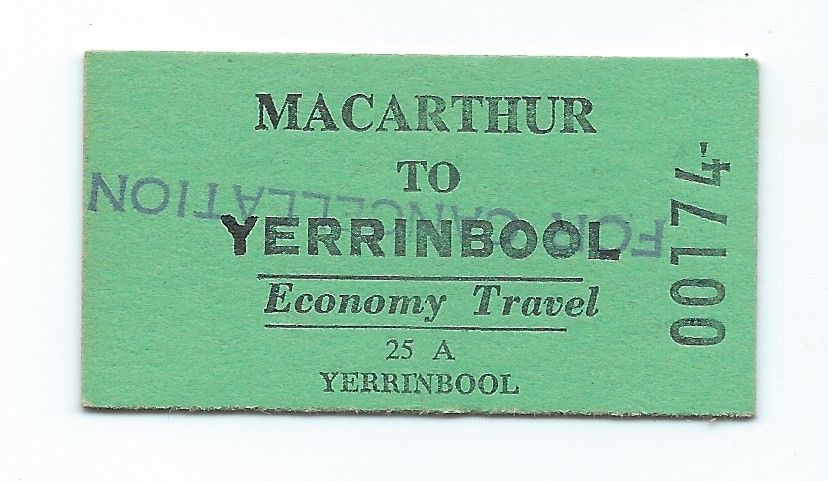 MACARTHUR
TO
YERRINBOOL
Economy Travel
25 A
YERRINBOOL
00174
FOR CANCELLATION